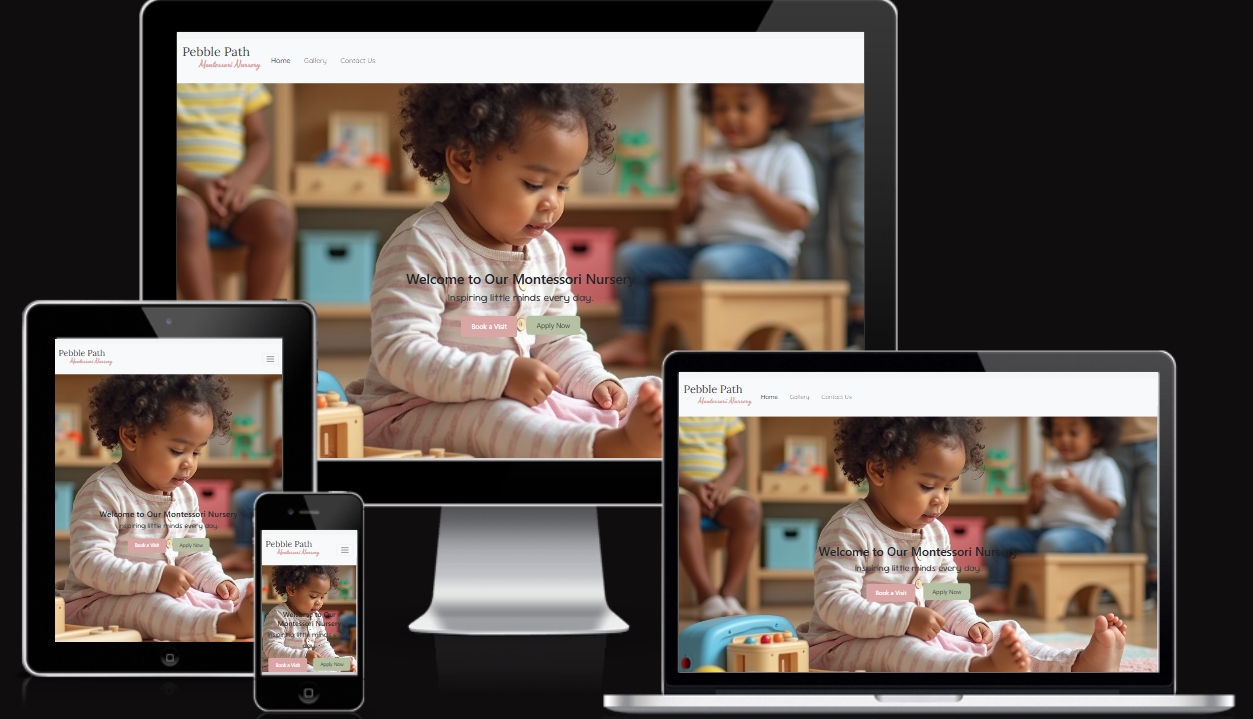 Pebble Path
Montessori Nursery
Home Gallery Contact Us
Welcome to Our Montessori Nursery
Inspiring little minds every day.
Book a Visit Apply Now
Pebble Path
Montessori Nursery
Welcome to Our Montessori Nursery
Inspiring little minds every day.
Book a Visit Apply Now
Pebble Path
Montessori Nursery
Welcome to Our
Montessori Nursery
Inspiring little minds
Book a Visit Apply Now
Pebble Path
Montessori Nursery
Home Gallery Contact Us
Welcome to Our Montessori Nursery
Inspiring little minds every day.
Book a Visit Apply Now